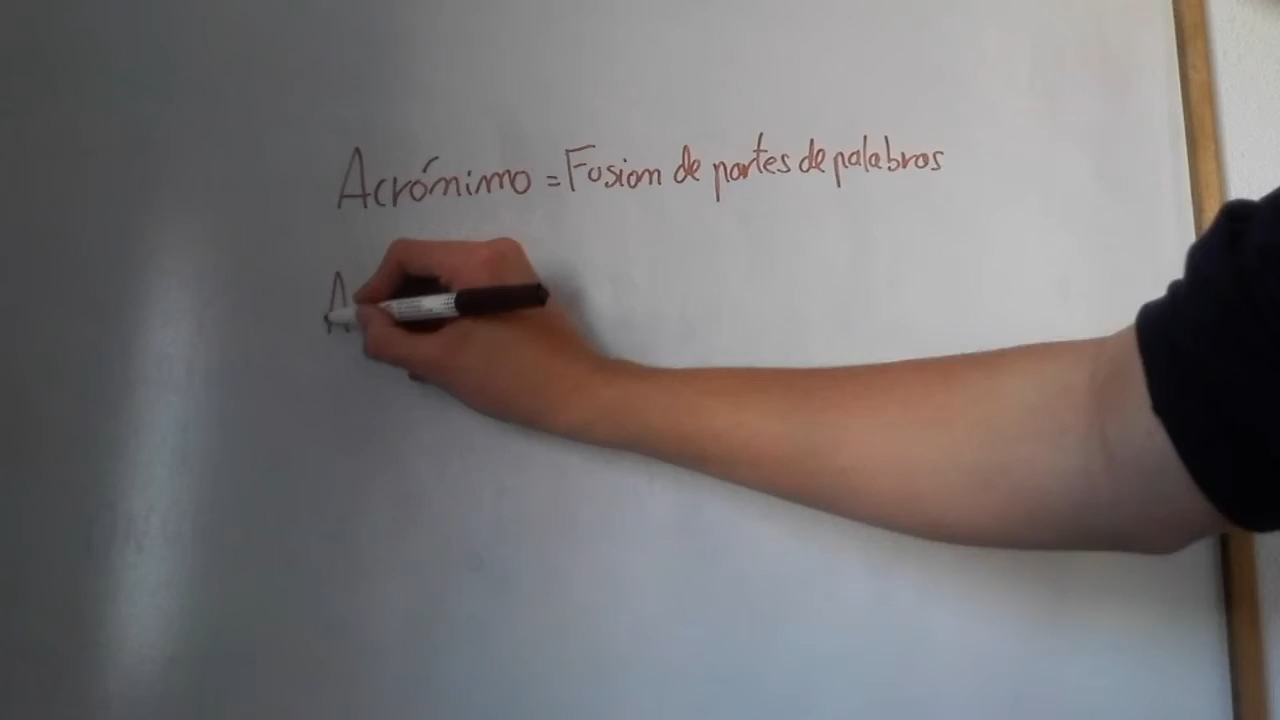 Acrónimo = Fusion de partes de palabras
A